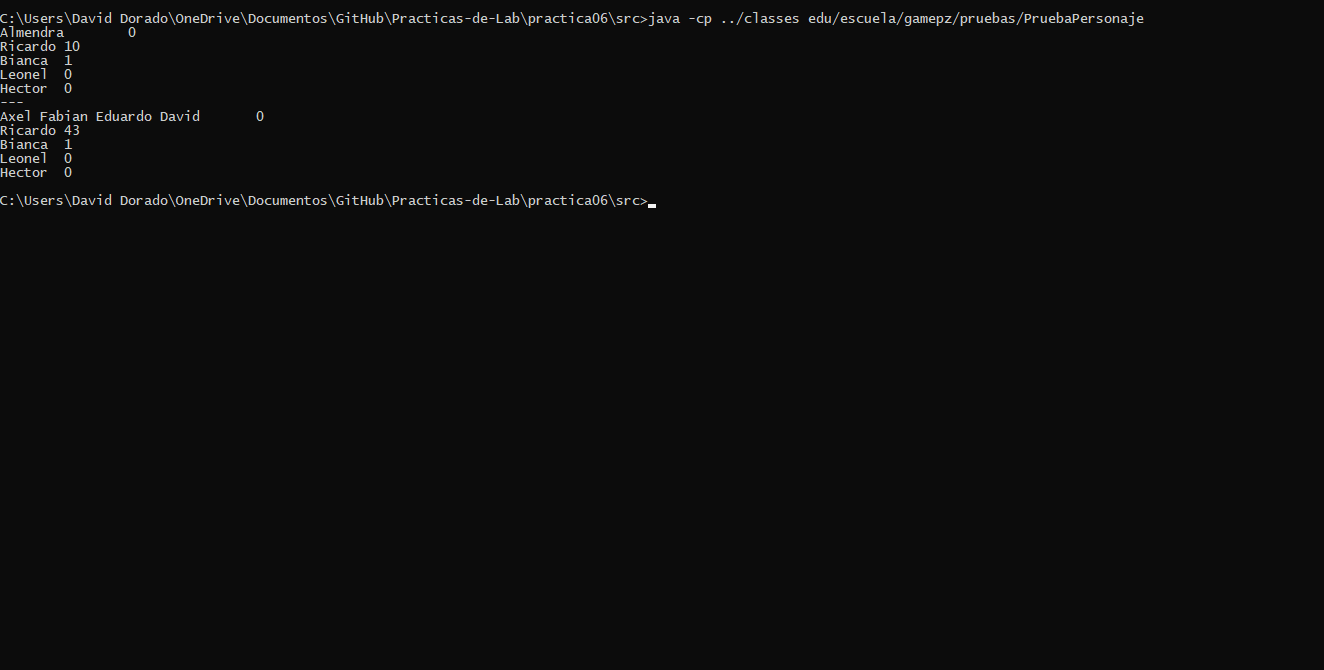 C:\Users\David Dorado\OneDrive\Documentos\GitHub\Practicas-de-Lab\practica06\src>java -cp ../classes edu/escuela/gamepz/pruebas/PruebaPersonaje
Almendra        0
Ricardo 10
Bianca  1
Leonel  0
Hector  0
---
Axel Fabian Eduardo David       0
Ricardo 43
Bianca  1
Leonel  0
Hector  0
C:\Users\David Dorado\OneDrive\Documentos\GitHub\Practicas-de-Lab\practica06\src>